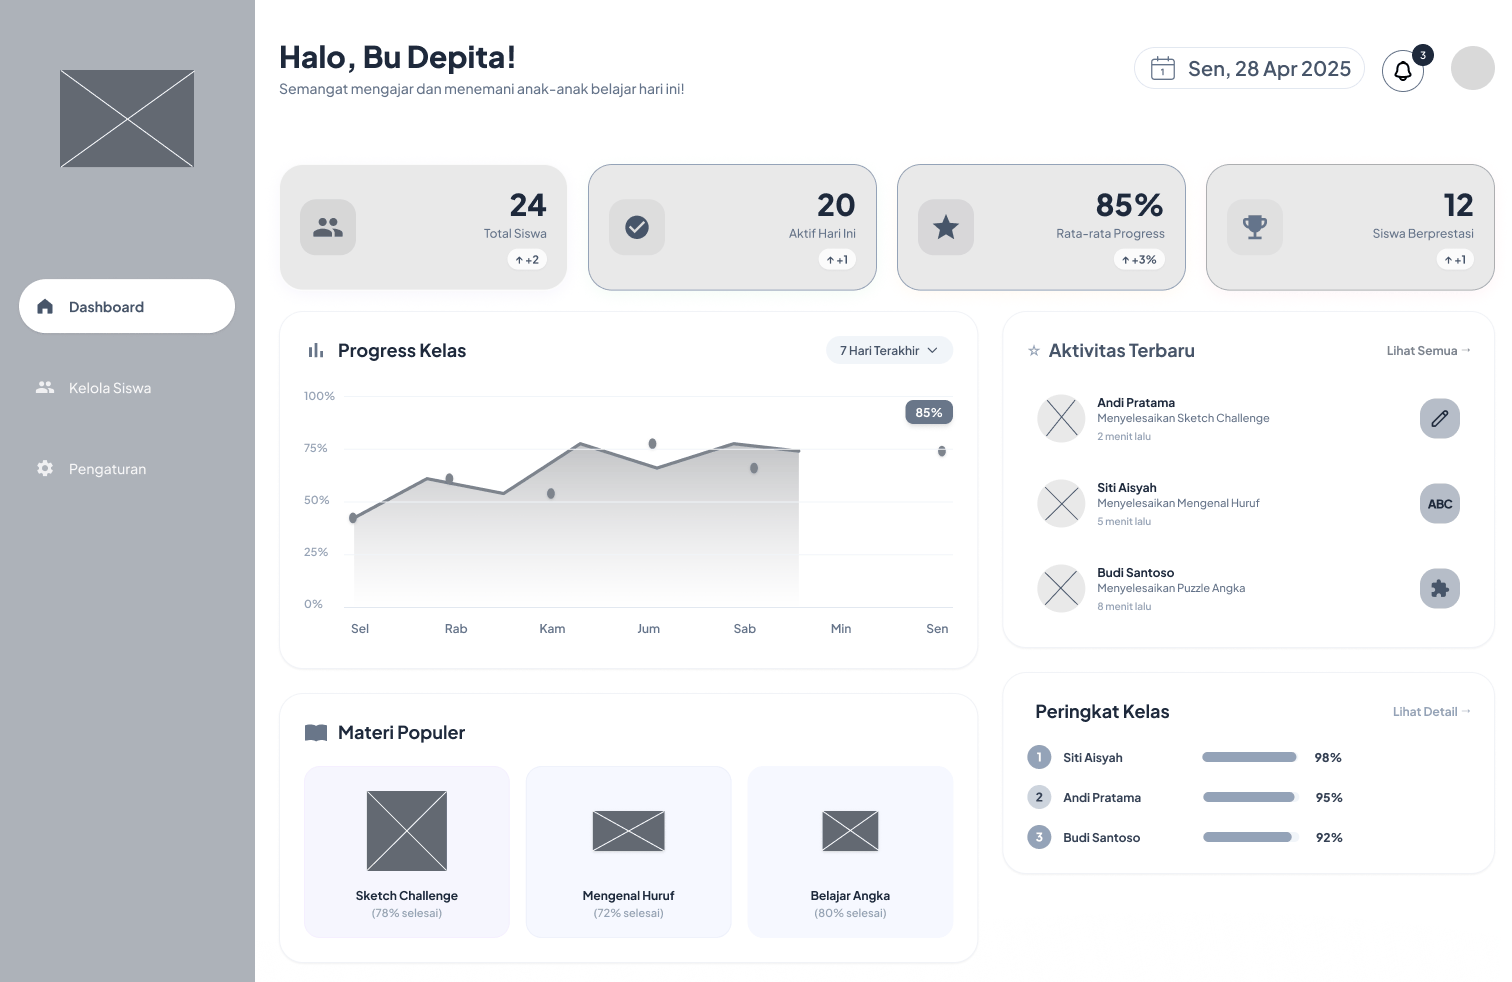 Halo, Bu Depita!
Semangat mengajar dan menemani anak-anak belajar hari ini!
1
Sen, 28 Apr 2025
3
Dashboard
Kelola Siswa
Pengaturan
24
Total Siswa
↑ +2
20
Aktif Hari Ini
↑ +1
85%
Rata-rata Progress
↑ +3%
12
Siswa Berprestasi
↑ +1
Progress Kelas
7 Hari Terakhir
100%
75%
50%
25%
0%
85%
Sel
Rab
Kam
Jum
Sab
Min
Sen
Aktivitas Terbaru
Lihat Semua →
Andi Pratama
Menyelesaikan Sketch Challenge
2 menit lalu
Siti Aisyah
Menyelesaikan Mengenal Huruf
5 menit lalu
ABC
Budi Santoso
Menyelesaikan Puzzle Angka
8 menit lalu
Materi Populer
Sketch Challenge
(78% selesai)
Mengenal Huruf
(72% selesai)
Belajar Angka
(80% selesai)
Peringkat Kelas
Lihat Detail →
1 Siti Aisyah 98%
2 Andi Pratama 95%
3 Budi Santoso 92%